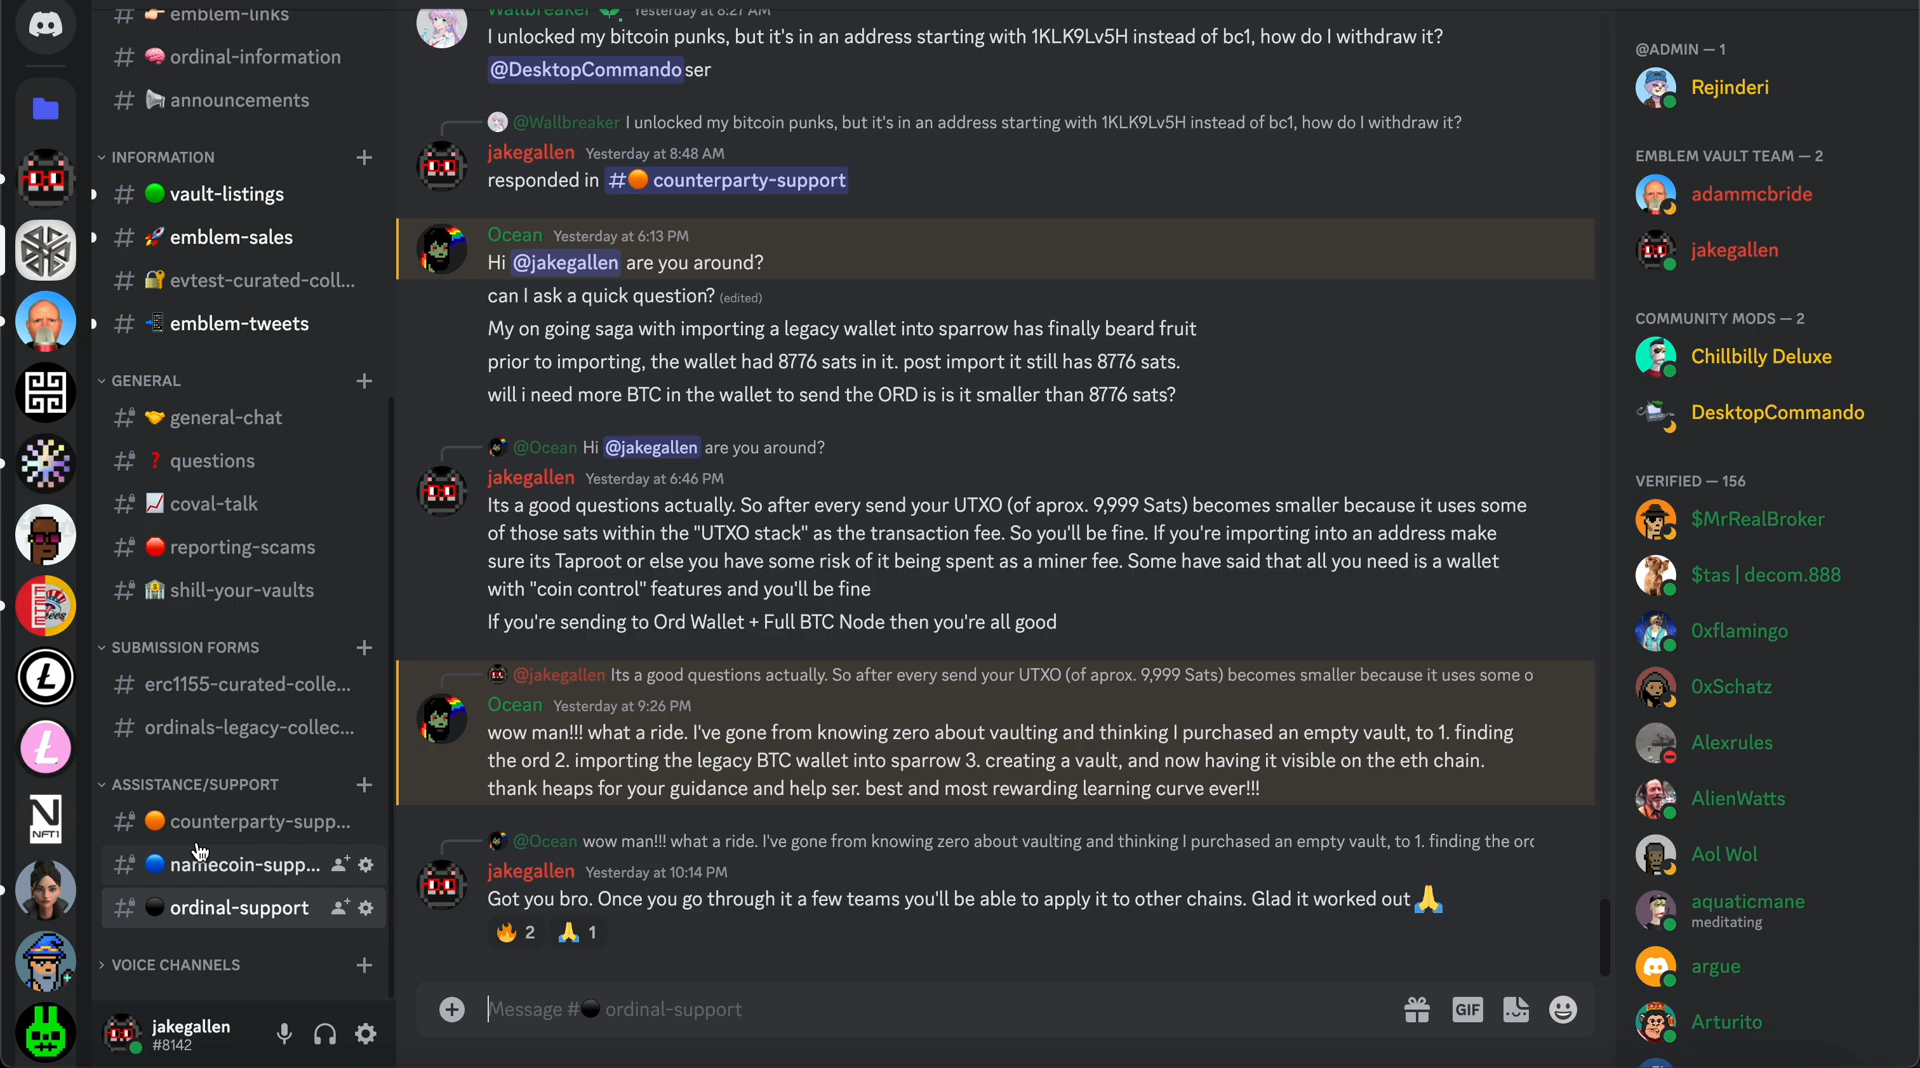 emblem-links
ordinal-information
announcements
INFORMATION
vault-listings
emblem-sales
evtest-curated-coll...
emblem-tweets
GENERAL
general-chat
questions
coval-talk
reporting-scams
shill-your-vaults
SUBMISSION FORMS
erc1155-curated-colle...
ordinals-legacy-collec...
ASSISTANCE/SUPPORT
counterparty-supp...
namecoin-supp...
ordinal-support
VOICE CHANNELS
jakegallen
#8142
NFT1
Wallbreaker Yesterday at 8:27 AM
I unlocked my bitcoin punks, but it's in an address starting with 1KLK9Lv5H instead of bc1, how do I withdraw it?
@DesktopCommando ser
@Wallbreaker I unlocked my bitcoin punks, but it's in an address starting with 1KLK9Lv5H instead of bc1, how do I withdraw it?
jakegallen Yesterday at 8:48 AM
responded in # counterparty-support
Ocean Yesterday at 6:13 PM
Hi @jakegallen are you around?
can I ask a quick question? (edited)
My on going saga with importing a legacy wallet into sparrow has finally beard fruit
prior to importing, the wallet had 8776 sats in it. post import it still has 8776 sats.
will i need more BTC in the wallet to send the ORD is is it smaller than 8776 sats?
@Ocean Hi @jakegallen are you around?
jakegallen Yesterday at 6:46 PM
Its a good questions actually. So after every send your UTXO (of aprox. 9,999 Sats) becomes smaller because it uses some
of those sats within the "UTXO stack" as the transaction fee. So you'll be fine. If you're importing into an address make
sure its Taproot or else you have some risk of it being spent as a miner fee. Some have said that all you need is a wallet
with "coin control" features and you'll be fine
If you're sending to Ord Wallet + Full BTC Node then you're all good
@jakegallen Its a good questions actually. So after every send your UTXO (of aprox. 9,999 Sats) becomes smaller because it uses some o
Ocean Yesterday at 9:26 PM
wow man!!! what a ride. I've gone from knowing zero about vaulting and thinking I purchased an empty vault, to 1. finding
the ord 2. importing the legacy BTC wallet into sparrow 3. creating a vault, and now having it visible on the eth chain.
thank heaps for your guidance and help ser. best and most rewarding learning curve ever!!!
@Ocean wow man!!! what a ride. I've gone from knowing zero about vaulting and thinking I purchased an empty vault, to 1. finding the orc
jakegallen Yesterday at 10:14 PM
Got you bro. Once you go through it a few teams you'll be able to apply it to other chains. Glad it worked out
2 1
Message # ordinal-support
GIF
@ADMIN — 1
Rejinderi
EMBLEM VAULT TEAM — 2
adammcbride
jakegallen
COMMUNITY MODS — 2
Chillbilly Deluxe
DesktopCommando
VERIFIED — 156
$MrRealBroker
$tas | decom.888
0xflamingo
0xSchatz
Alexrules
AlienWatts
Aol Wol
aquaticmane
meditating
argue
Arturito